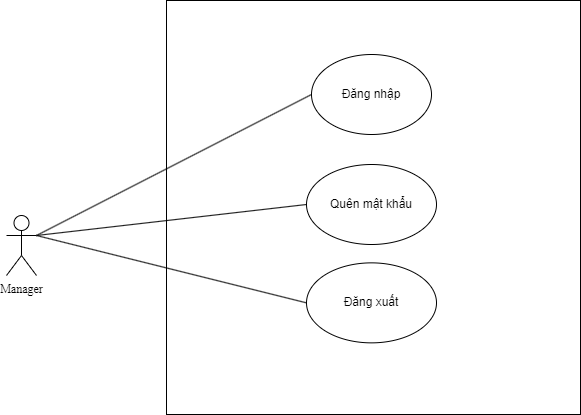 Đăng nhập
Quên mật khẩu
Manager
Đăng xuất